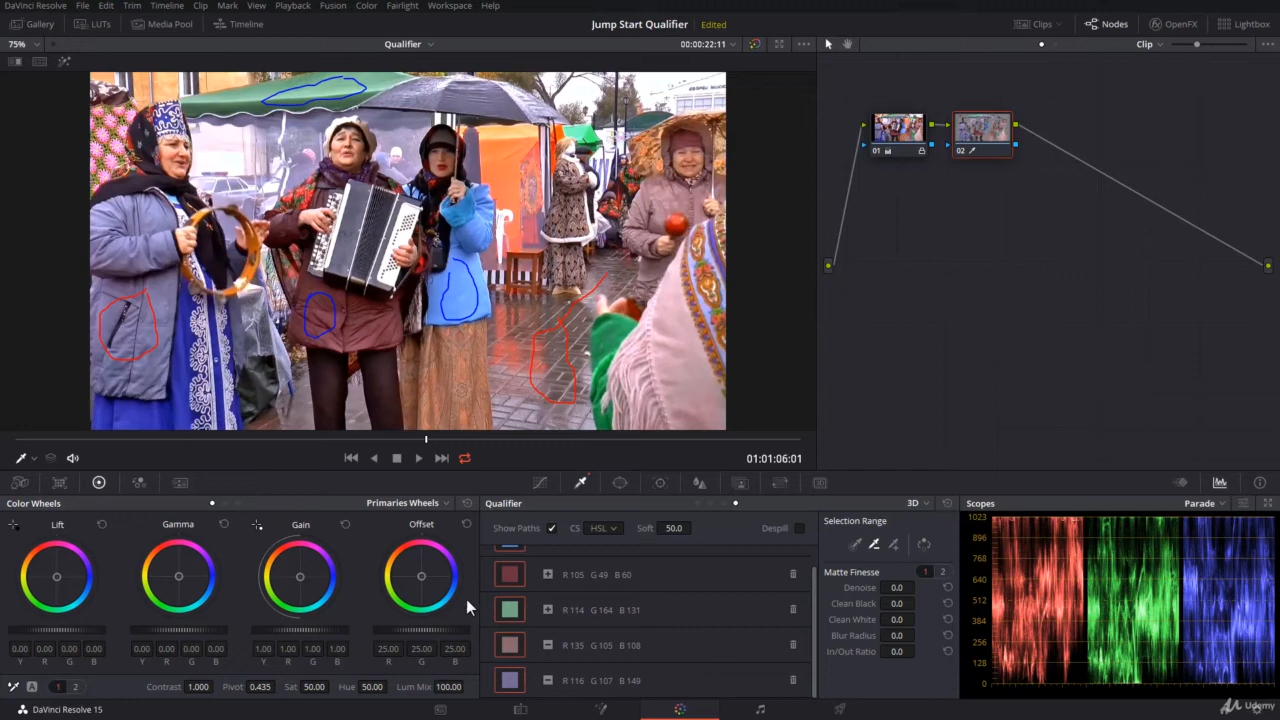 DaVinci Resolve File Edit Trim Timeline Clip Mark View Playback Fusion Color Fairlight Workspace Help
Gallery LUTs Media Pool Timeline Jump Start Qualifier Edited Clips Nodes OpenFX Lightbox
75% Qualifier 00:00:22:11 Clip
01 02
01:01:06:01
Color Wheels Primaries Wheels Qualifier 3D Scopes Parade
Lift Gamma Gain Offset
Show Paths CS HSL Soft 50.0 Despill
Selection Range
R 105 G 49 B 60
R 114 G 164 B 131
R 135 G 105 B 108
R 116 G 107 B 149
Matte Finesse 1 2
Denoise 0.0
Clean Black 0.0
Clean White 0.0
Blur Radius 0.0
In/Out Ratio 0.0
1023
896
768
640
512
384
256
128
0
0.00 0.00 0.00 0.00 0.00 0.00 0.00 0.00 1.00 1.00 1.00 1.00 25.00 25.00 25.00
Y R G B Y R G B Y R G B R G B
A 1 2 Contrast 1.000 Pivot 0.435 Sat 50.00 Hue 50.00 Lum Mix 100.00
DaVinci Resolve 15
Udemy